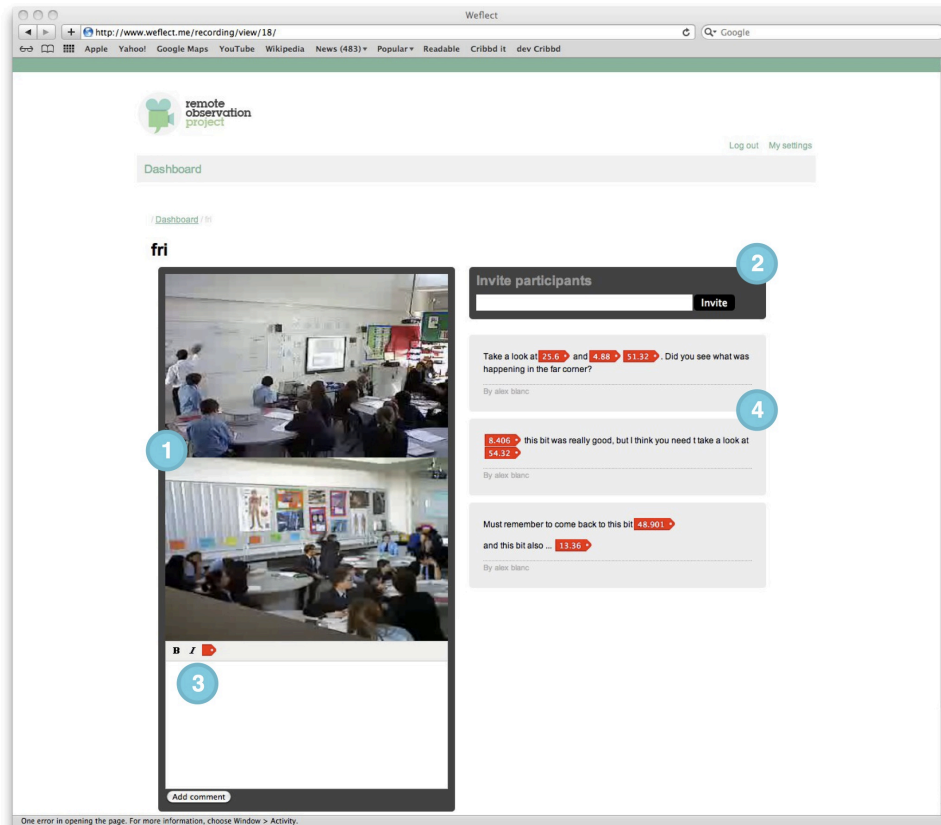 Weflect
http://www.weflect.me/recording/view/18/
Google
Apple Yahoo! Google Maps YouTube Wikipedia News (483) Popular Readable Cribbd it dev Cribbd
remote
observation
project
Log out My settings
Dashboard
/ Dashboard / fri
fri
1
2
Invite participants
Invite
Take a look at 25.6 and 4.88 51.32 . Did you see what was
happening in the far corner?
By alex blanc
4
8.406 this bit was really good, but I think you need t take a look at
54.32
By alex blanc
Must remember to come back to this bit 48.901
and this bit also ... 13.36
By alex blanc
B I
3
Add comment
One error in opening the page. For more information, choose Window > Activity.